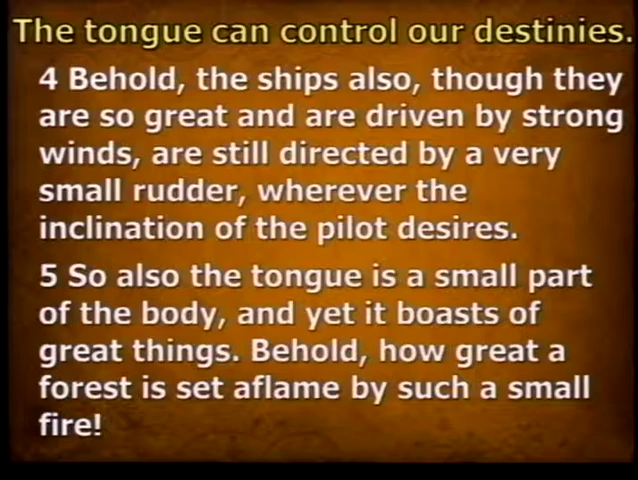 The tongue can control our destinies.
4 Behold, the ships also, though they
are so great and are driven by strong
winds, are still directed by a very
small rudder, wherever the
inclination of the pilot desires.
5 So also the tongue is a small part
of the body, and yet it boasts of
great things. Behold, how great a
forest is set aflame by such a small
fire!